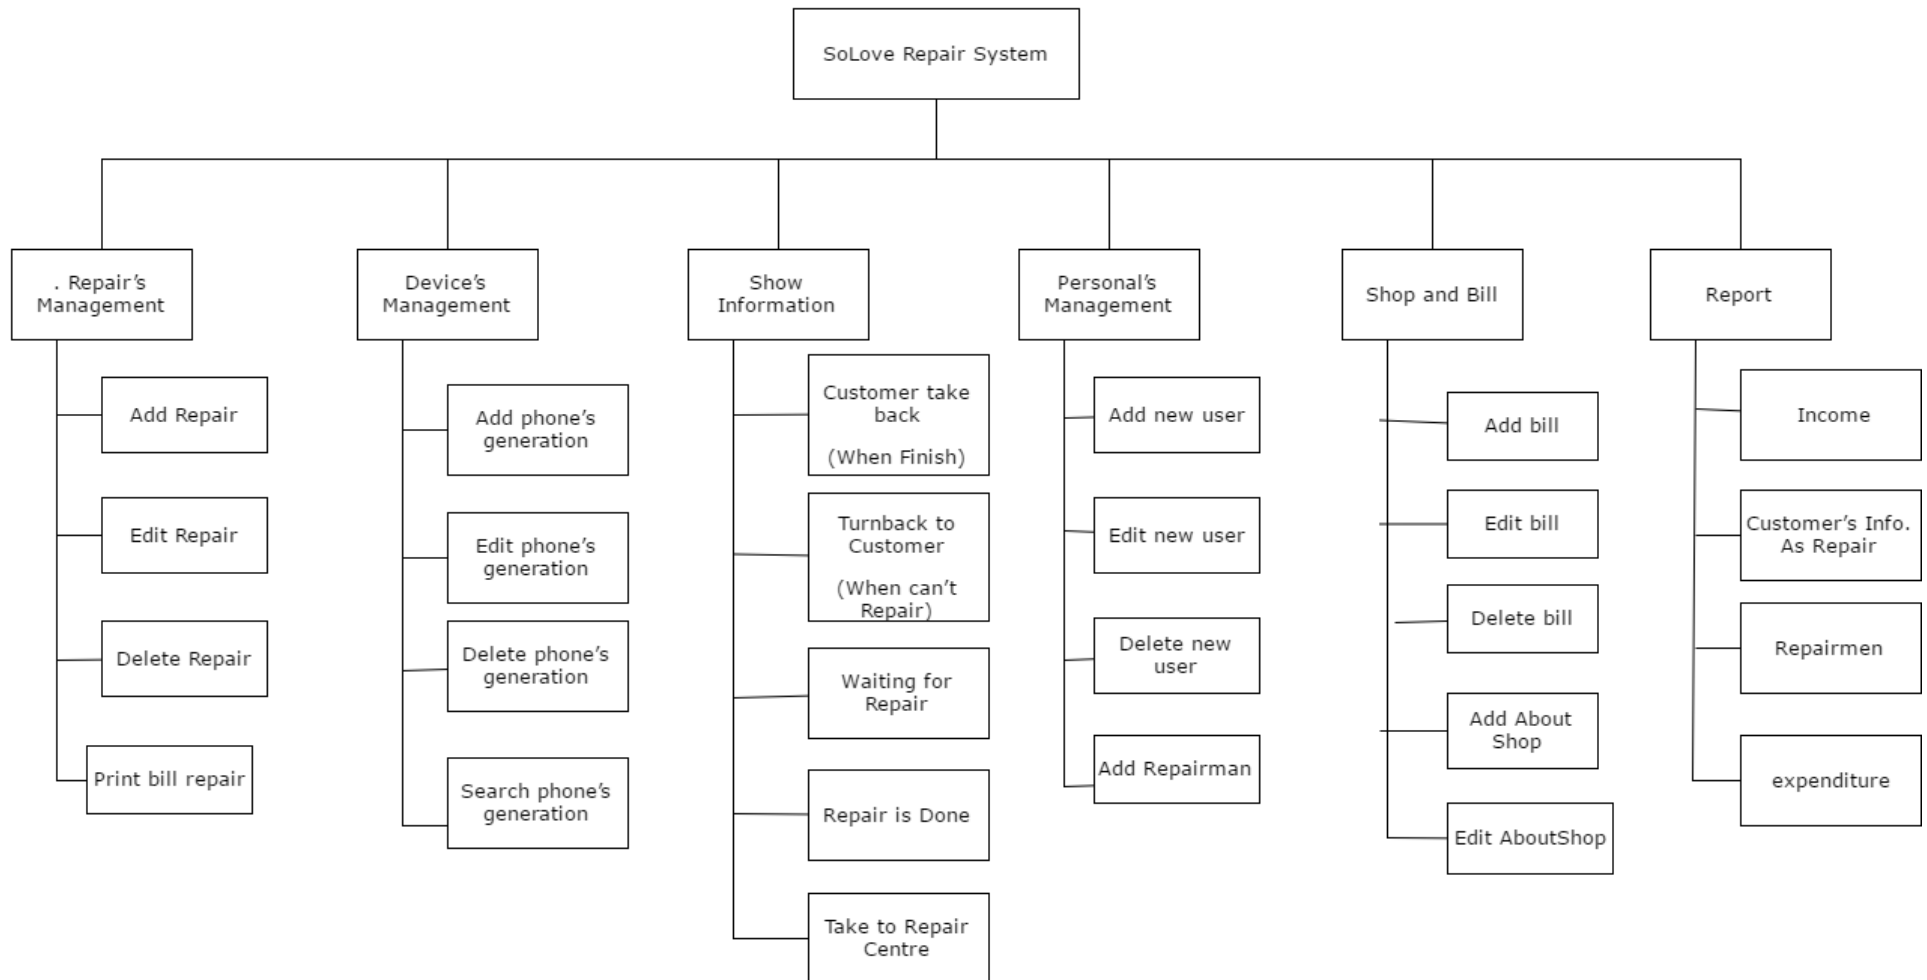 SoLove Repair System
. Repair's
Management
Device's
Management
Show
Information
Personal's
Management
Shop and Bill
Report
Add Repair
Edit Repair
Delete Repair
Print bill repair
Add phone's
generation
Edit phone's
generation
Delete phone's
generation
Search phone's
generation
Customer take
back
(When Finish)
Turnback to
Customer
(When can't
Repair)
Waiting for
Repair
Repair is Done
Take to Repair
Centre
Add new user
Edit new user
Delete new
user
Add Repairman
Add bill
Edit bill
Delete bill
Add About
Shop
Edit AboutShop
Income
Customer's Info.
As Repair
Repairmen
expenditure